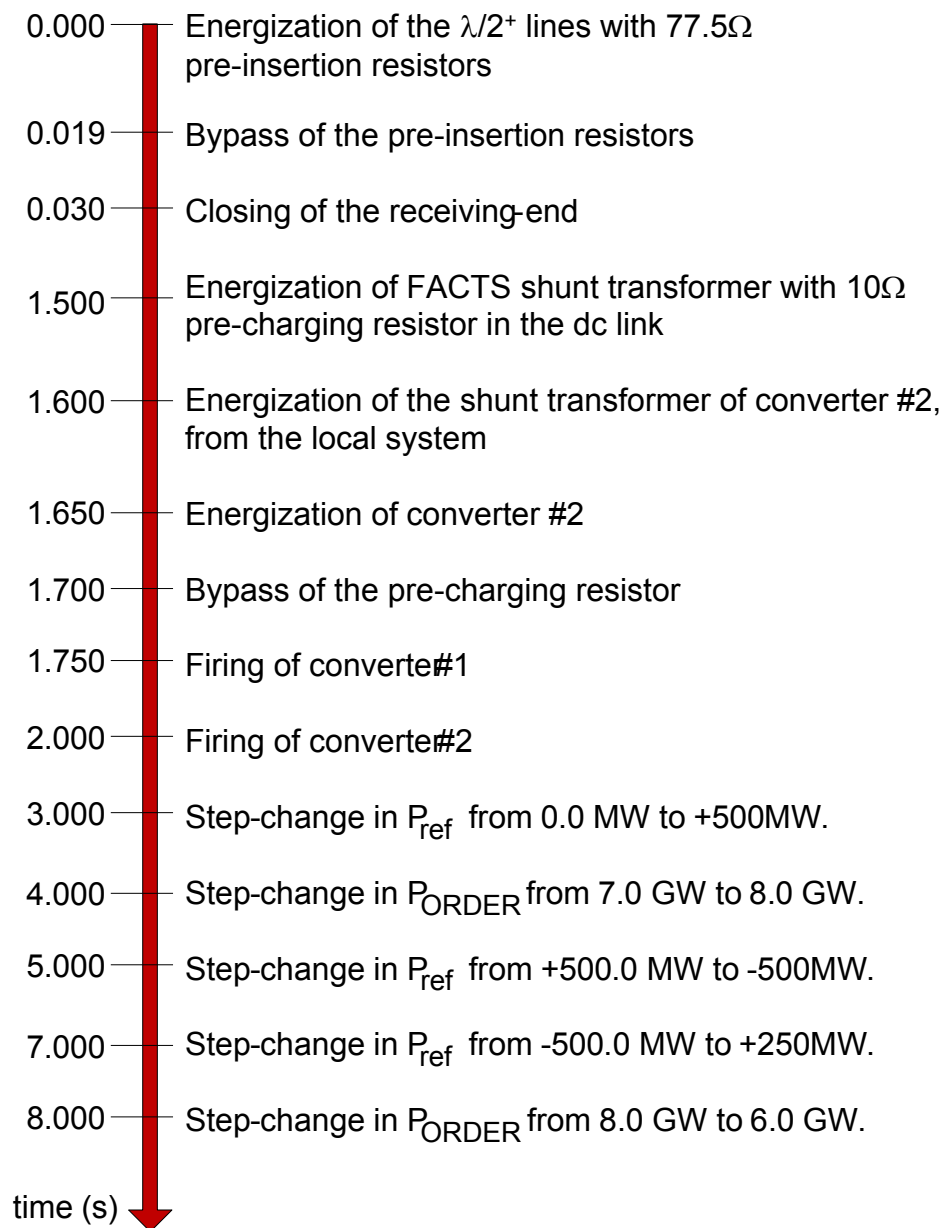 0.000 Energization of the λ/2⁺ lines with 77.5Ω
pre-insertion resistors
0.019 Bypass of the pre-insertion resistors
0.030 Closing of the receiving-end
1.500 Energization of FACTS shunt transformer with 10Ω
pre-charging resistor in the dc link
1.600 Energization of the shunt transformer of converter #2,
from the local system
1.650 Energization of converter #2
1.700 Bypass of the pre-charging resistor
1.750 Firing of converter#1
2.000 Firing of converter#2
3.000 Step-change in Pref from 0.0 MW to +500MW.
4.000 Step-change in PORDER from 7.0 GW to 8.0 GW.
5.000 Step-change in Pref from +500.0 MW to -500MW.
7.000 Step-change in Pref from -500.0 MW to +250MW.
8.000 Step-change in PORDER from 8.0 GW to 6.0 GW.
time (s)